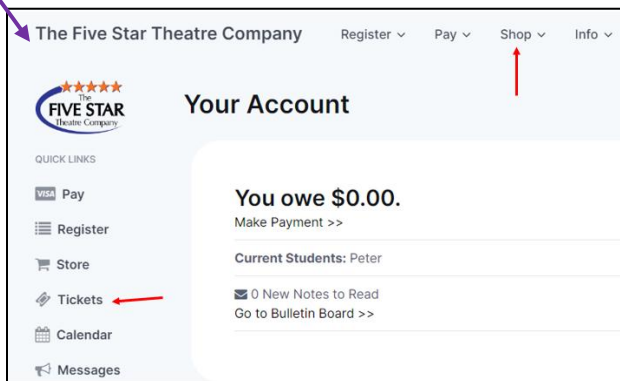 The Five Star Theatre Company Register Pay Shop Info
The
FIVE STAR
Theatre Company
Your Account
QUICK LINKS
VISA Pay
Register
Store
Tickets
Calendar
Messages
You owe $0.00.
Make Payment >>
Current Students: Peter
0 New Notes to Read
Go to Bulletin Board >>